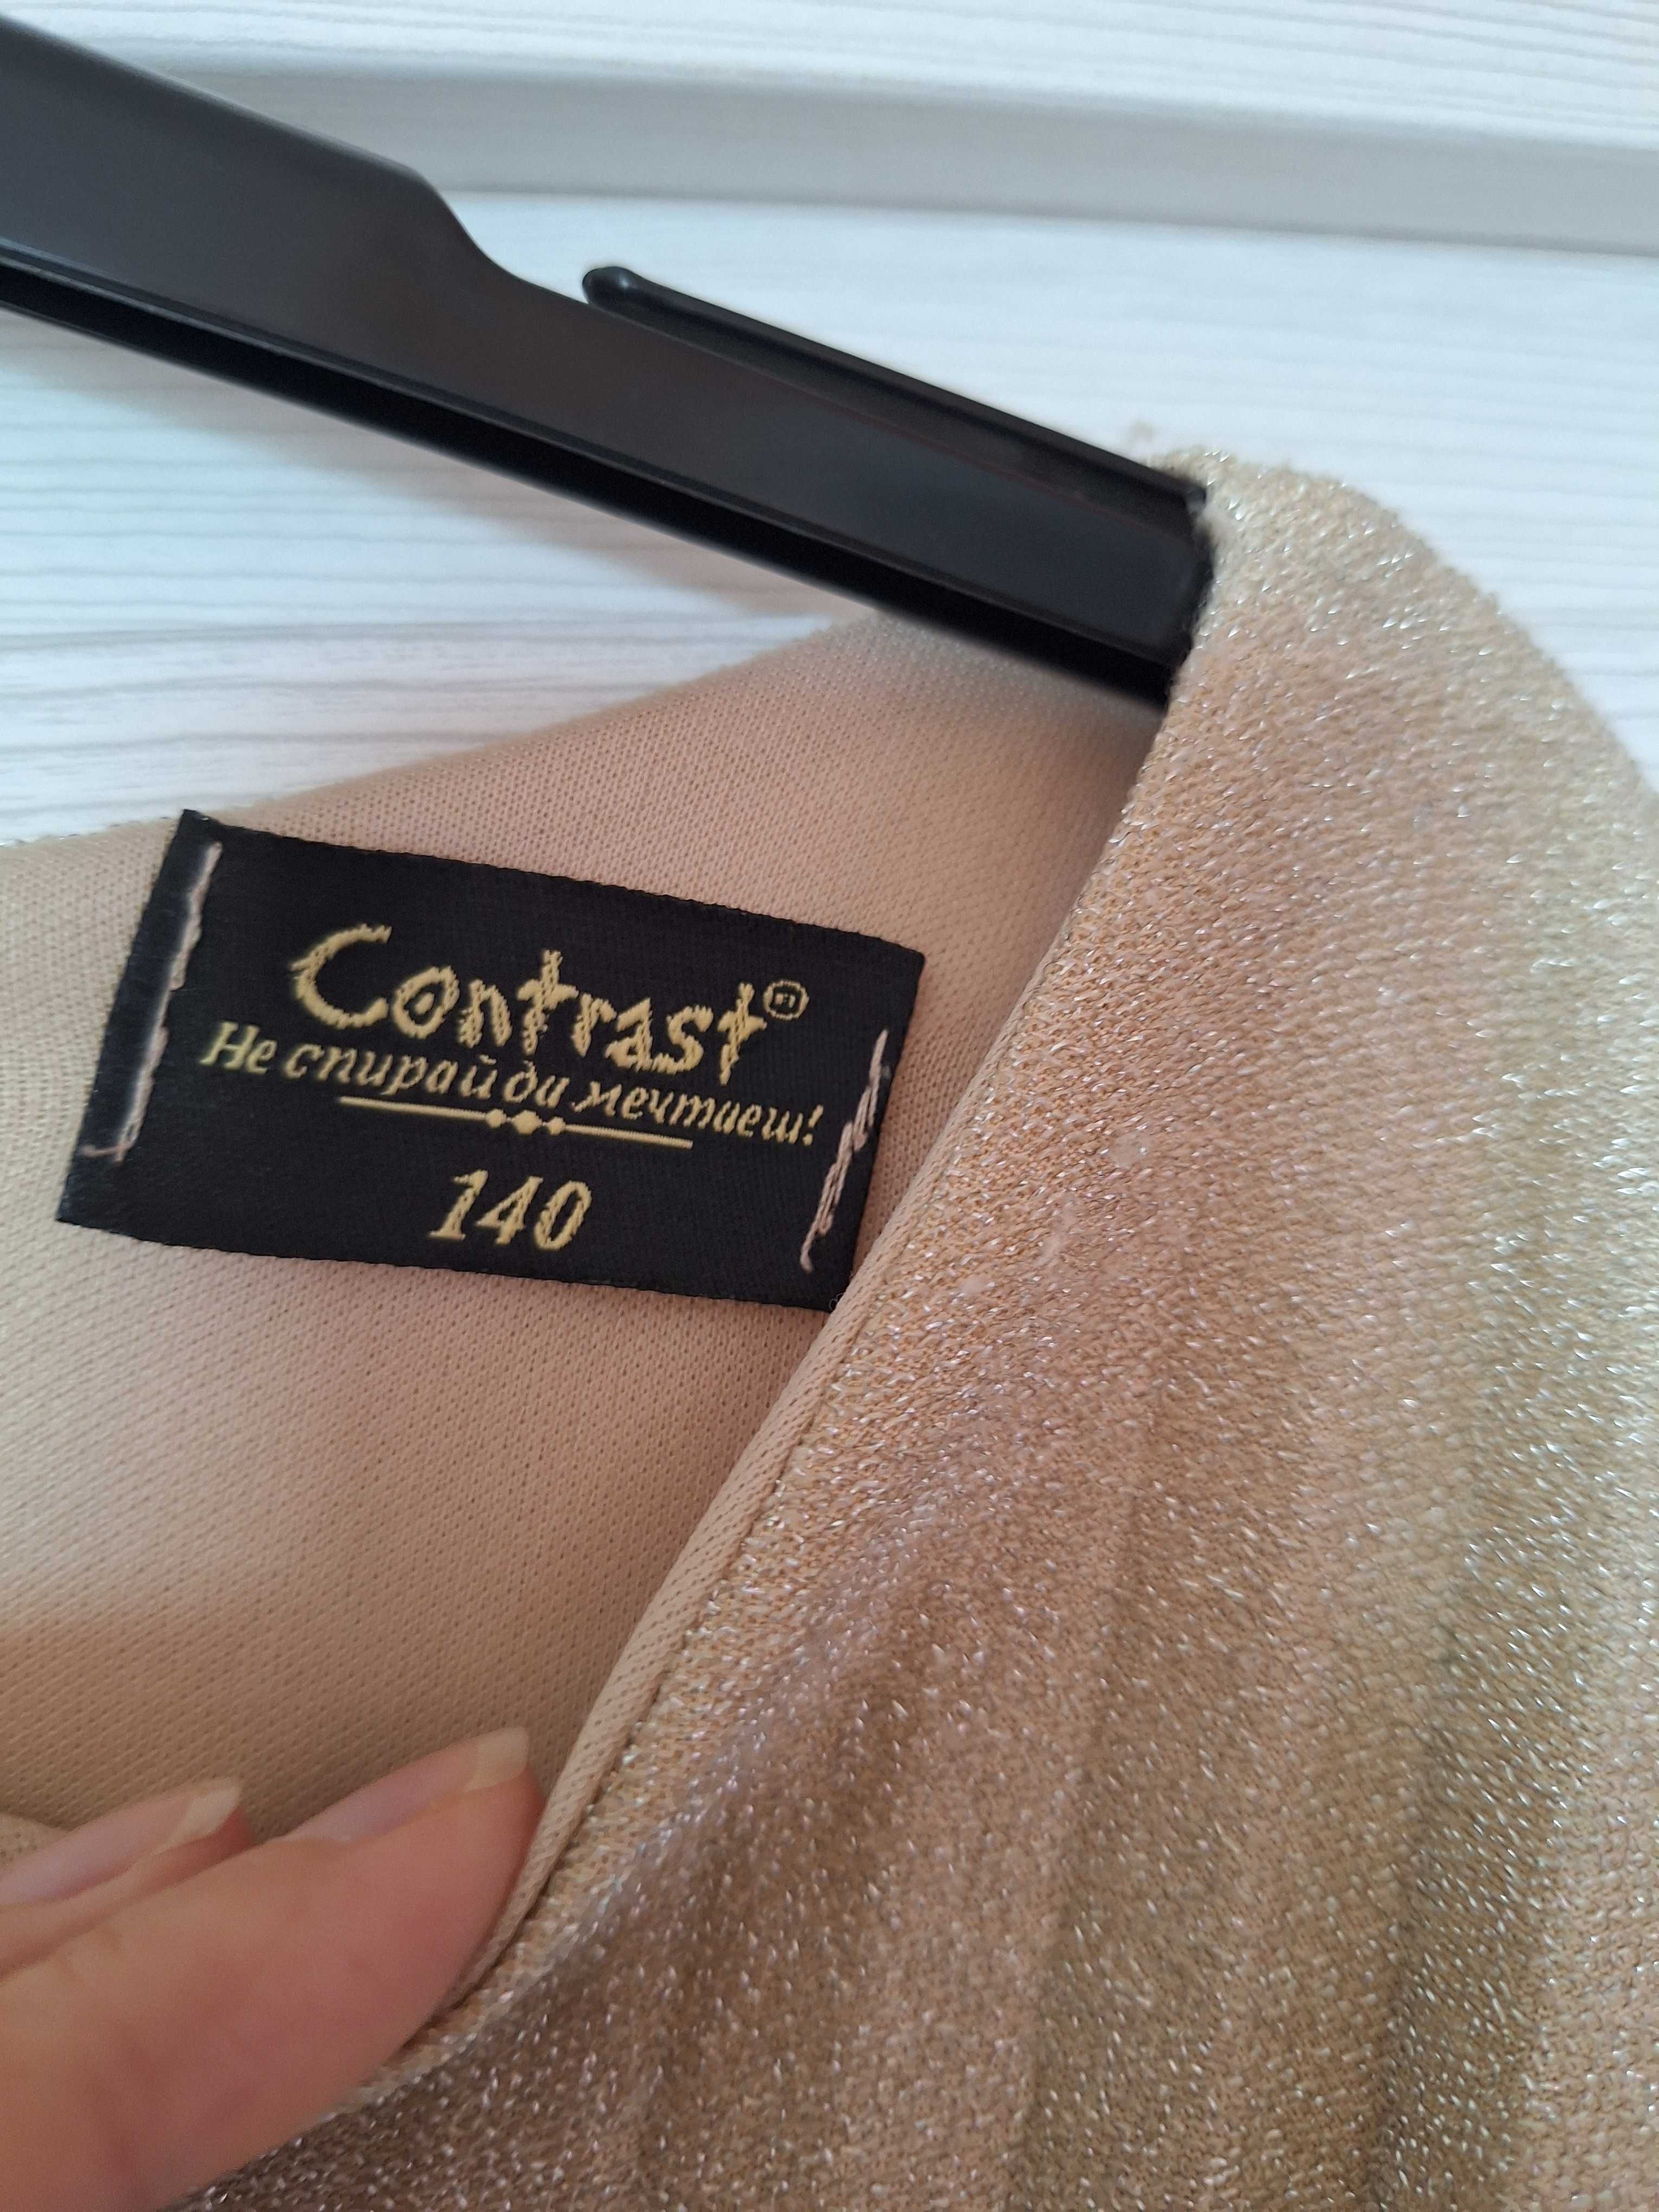 Contrast®
Не спирай да мечтаеш!
140